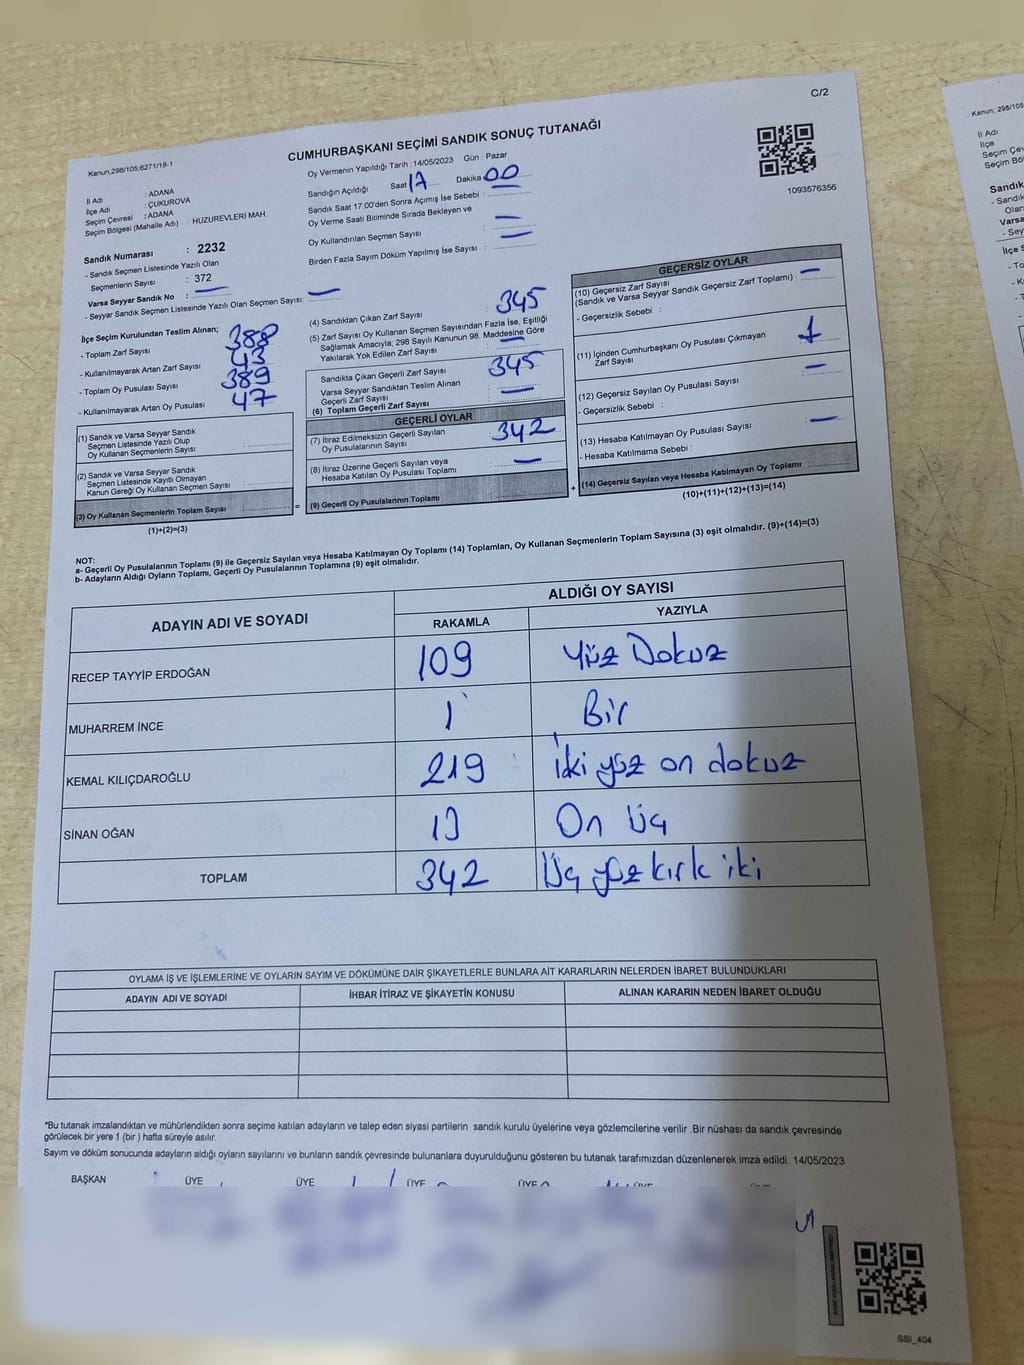 C/2
Kanun;298/105;6271/18-1
CUMHURBAŞKANI SEÇİMİ SANDIK SONUÇ TUTANAĞI
1093576356
İl Adı : ADANA
İlçe Adı : ÇUKUROVA
Seçim Çevresi : ADANA
Seçim Bölgesi (Mahalle Adı) : HUZUREVLERİ MAH.
Sandık Numarası : 2232
- Sandık Seçmen Listesinde Yazılı Olan
Seçmenlerin Sayısı : 372
Varsa Seyyar Sandık No : —
- Seyyar Sandık Seçmen Listesinde Yazılı Olan Seçmen Sayısı: —
Oy Vermenin Yapıldığı Tarih : 14/05/2023 Gün : Pazar
Sandığın Açıldığı Saat 17 Dakika 00
Sandık Saat 17.00'den Sonra Açımış İse Sebebi :
Oy Verme Saati Bitiminde Sırada Bekleyen ve
Oy Kullandırılan Seçmen Sayısı : —
Birden Fazla Sayım Döküm Yapılmış İse Sayısı : —
İlçe Seçim Kurulundan Teslim Alınan;
- Toplam Zarf Sayısı 388
- Kullanılmayarak Artan Zarf Sayısı 43
- Toplam Oy Pusulası Sayısı 389
- Kullanılmayarak Artan Oy Pusulası 47
(1) Sandık ve Varsa Seyyar Sandık
Seçmen Listesinde Yazılı Olup
Oy Kullanan Seçmenlerin Sayısı :
(2) Sandık ve Varsa Seyyar Sandık
Seçmen Listesinde Kayıtlı Olmayan
Kanun Gereği Oy Kullanan Seçmen Sayısı :
(3) Oy Kullanan Seçmenlerin Toplam Sayısı
(1)+(2)=(3)
=
(4) Sandıktan Çıkan Zarf Sayısı : 345
(5) Zarf Sayısı Oy Kullanan Seçmen Sayısından Fazla İse, Eşitliği
Sağlamak Amacıyla; 298 Sayılı Kanunun 98. Maddesine Göre
Yakılarak Yok Edilen Zarf Sayısı : —
Sandıkta Çıkan Geçerli Zarf Sayısı 345
Varsa Seyyar Sandıktan Teslim Alınan
Geçerli Zarf Sayısı : —
(6) Toplam Geçerli Zarf Sayısı
GEÇERLİ OYLAR
(7) İtiraz Edilmeksizin Geçerli Sayılan
Oy Pusulalarının Sayısı : 342
(8) İtiraz Üzerine Geçerli Sayılan veya
Hesaba Katılan Oy Pusulası Toplamı : —
(9) Geçerli Oy Pusulalarının Toplamı
+
GEÇERSİZ OYLAR
(10) Geçersiz Zarf Sayısı
(Sandık ve Varsa Seyyar Sandık Geçersiz Zarf Toplamı) : —
- Geçersizlik Sebebi :
(11) İçinden Cumhurbaşkanı Oy Pusulası Çıkmayan
Zarf Sayısı : 1
(12) Geçersiz Sayılan Oy Pusulası Sayısı : —
- Geçersizlik Sebebi :
(13) Hesaba Katılmayan Oy Pusulası Sayısı : —
- Hesaba Katılmama Sebebi :
(14) Geçersiz Sayılan veya Hesaba Katılmayan Oy Toplamı
(10)+(11)+(12)+(13)=(14)
NOT:
a- Geçerli Oy Pusulalarının Toplamı (9) ile Geçersiz Sayılan veya Hesaba Katılmayan Oy Toplamı (14) Toplamları, Oy Kullanan Seçmenlerin Toplam Sayısına (3) eşit olmalıdır. (9)+(14)=(3)
b- Adayların Aldığı Oyların Toplamı, Geçerli Oy Pusulalarının Toplamına (9) eşit olmalıdır.
ADAYIN ADI VE SOYADI ALDIĞI OY SAYISI
RAKAMLA YAZIYLA
RECEP TAYYİP ERDOĞAN 109 Yüz Dokuz
MUHARREM İNCE 1 Bir
KEMAL KILIÇDAROĞLU 219 İki yüz on dokuz
SİNAN OĞAN 13 On Üç
TOPLAM 342 Üç yüz kırk iki
OYLAMA İŞ VE İŞLEMLERİNE VE OYLARIN SAYIM VE DÖKÜMÜNE DAİR ŞİKAYETLERLE BUNLARA AİT KARARLARIN NELERDEN İBARET BULUNDUKLARI
ADAYIN ADI VE SOYADI İHBAR İTİRAZ VE ŞİKAYETİN KONUSU ALINAN KARARIN NEDEN İBARET OLDUĞU
*Bu tutanak imzalandıktan ve mühürlendikten sonra seçime katılan adayların ve talep eden siyasi partilerin sandık kurulu üyelerine veya gözlemcilerine verilir .Bir nüshası da sandık çevresinde
görülecek bir yere 1 (bir ) hafta süreyle asılır.
Sayım ve döküm sonucunda adayların aldığı oyların sayılarını ve bunların sandık çevresinde bulunanlara duyurulduğunu gösteren bu tutanak tarafımızdan düzenlenerek imza edildi. 14/05/2023
BAŞKAN ÜYE ÜYE ÜYE ÜYE ÜYE
SSI_404
Kanun; 298/105
İl Adı
İlçe
Seçim Çev
Seçim Böl
Sandık
- Sandık
Olan
Varsa
- Sey
İlçe S
- To
- K
- T